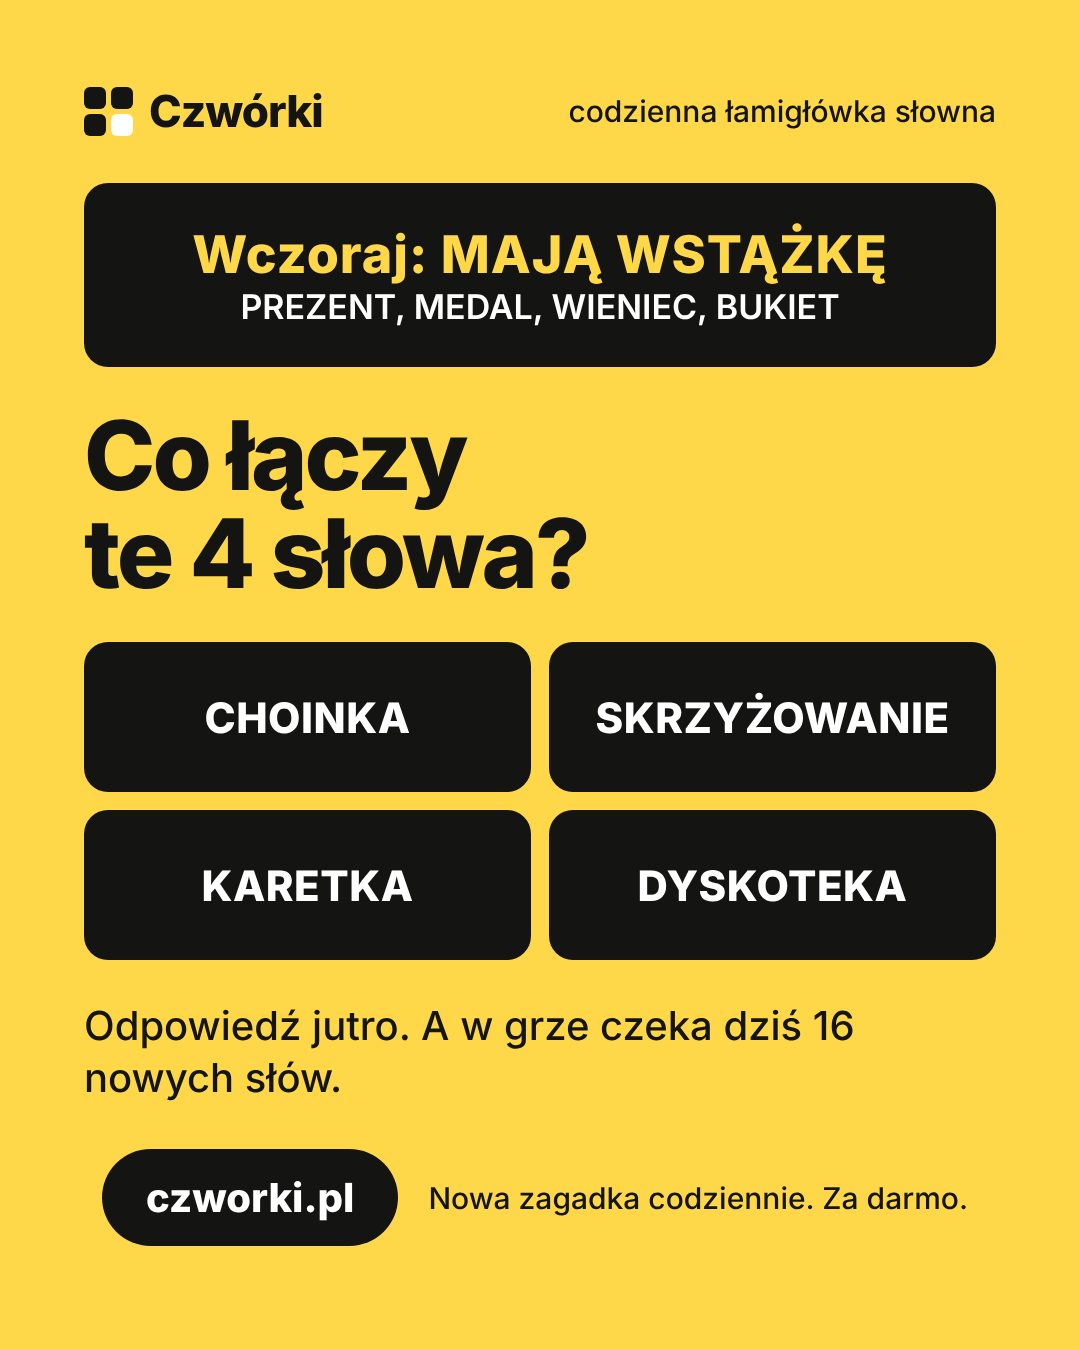 Czwórki
codzienna łamigłówka słowna
Wczoraj: MAJĄ WSTĄŻKĘ
PREZENT, MEDAL, WIENIEC, BUKIET
Co łączy
te 4 słowa?
CHOINKA
SKRZYŻOWANIE
KARETKA
DYSKOTEKA
Odpowiedź jutro. A w grze czeka dziś 16
nowych słów.
czworki.pl
Nowa zagadka codziennie. Za darmo.